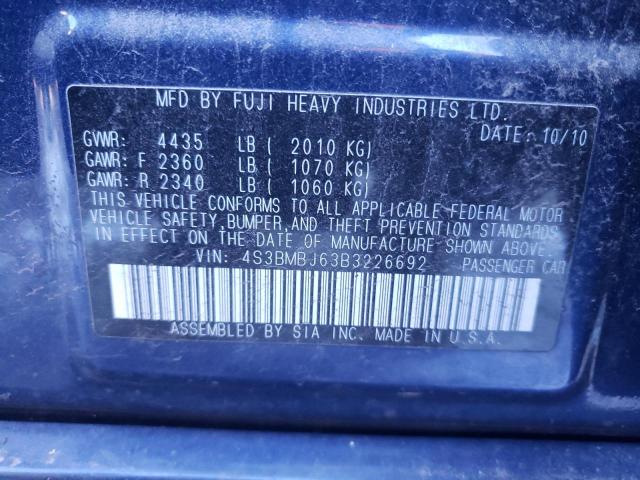 MFD BY FUJI HEAVY INDUSTRIES LTD.
DATE: 10/10
GVWR: 4435 LB ( 2010 KG)
GAWR: F 2360 LB ( 1070 KG)
GAWR: R 2340 LB ( 1060 KG)
THIS VEHICLE CONFORMS TO ALL APPLICABLE FEDERAL MOTOR
VEHICLE SAFETY, BUMPER, AND THEFT PREVENTION STANDARDS
IN EFFECT ON THE DATE OF MANUFACTURE SHOWN ABOVE.
VIN: 4S3BMBJ63B3226692 PASSENGER CAR
ASSEMBLED BY SIA INC. MADE IN U.S.A.